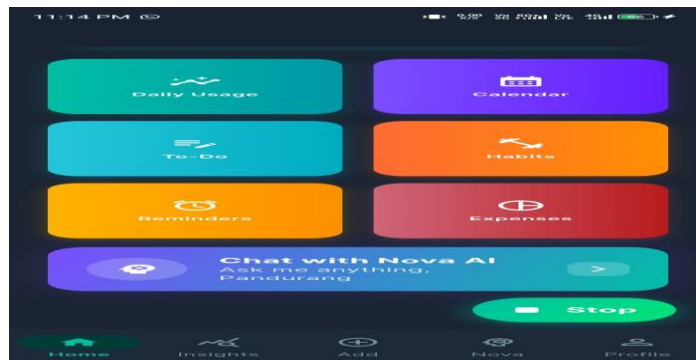 11:14 PM
Daily Usage
Calendar
To-Do
Habits
Reminders
Expenses
Chat with Nova AI
Ask me anything,
Pandurang
>
Stop
Home
Insights
Add
Nova
Profile